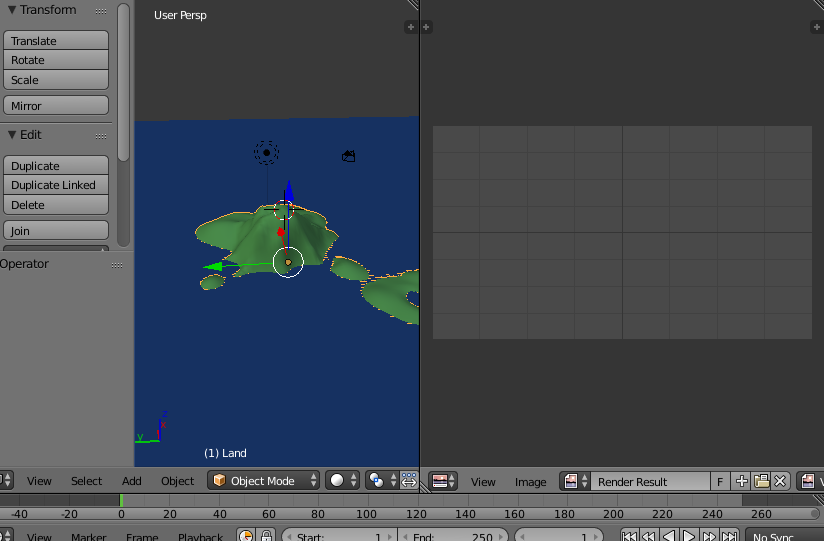 Transform
Translate
Rotate
Scale
Mirror
Edit
Duplicate
Duplicate Linked
Delete
Join
Operator
User Persp
z
y
(1) Land
View Select Add Object Object Mode
View Image Render Result F
-40 -20 0 20 40 60 80 100 120 140 160 180 200 220 240 260
View Marker Frame Playback Start: 1 End: 250 1 No Sync